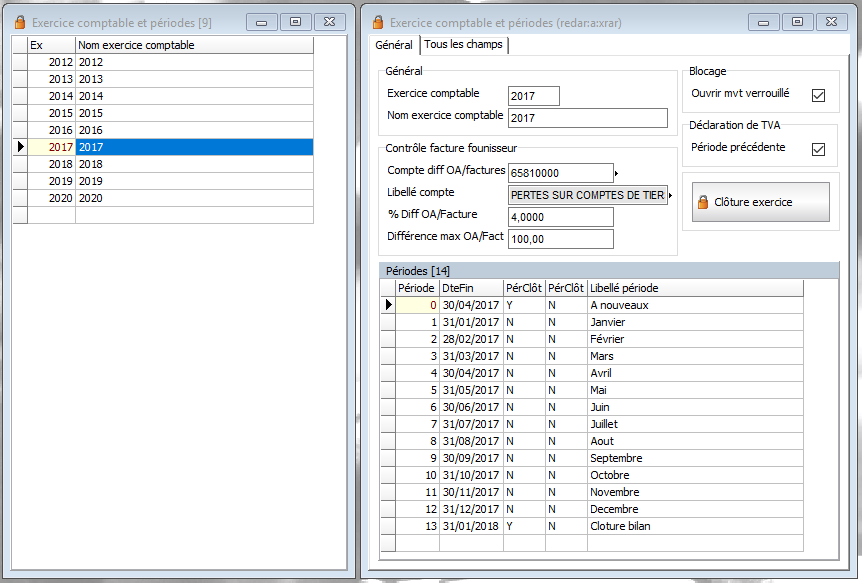 Exercice comptable et périodes [9]
Ex Nom exercice comptable
2012 2012
2013 2013
2014 2014
2015 2015
2016 2016
2017 2017
2018 2018
2019 2019
2020 2020
Exercice comptable et périodes (redar:a:xrar)
Général Tous les champs
Général
Exercice comptable 2017
Nom exercice comptable 2017
Contrôle facture founisseur
Compte diff OA/factures 65810000
Libellé compte PERTES SUR COMPTES DE TIER
% Diff OA/Facture 4,0000
Différence max OA/Fact 100,00
Blocage
Ouvrir mvt verrouillé
Déclaration de TVA
Période précédente
Clôture exercice
Périodes [14]
Période DteFin PérClôt PérClôt Libellé période
0 30/04/2017 Y N A nouveaux
1 31/01/2017 N N Janvier
2 28/02/2017 N N Février
3 31/03/2017 N N Mars
4 30/04/2017 N N Avril
5 31/05/2017 N N Mai
6 30/06/2017 N N Juin
7 31/07/2017 N N Juillet
8 31/08/2017 N N Aout
9 30/09/2017 N N Septembre
10 31/10/2017 N N Octobre
11 30/11/2017 N N Novembre
12 31/12/2017 N N Decembre
13 31/01/2018 Y N Cloture bilan